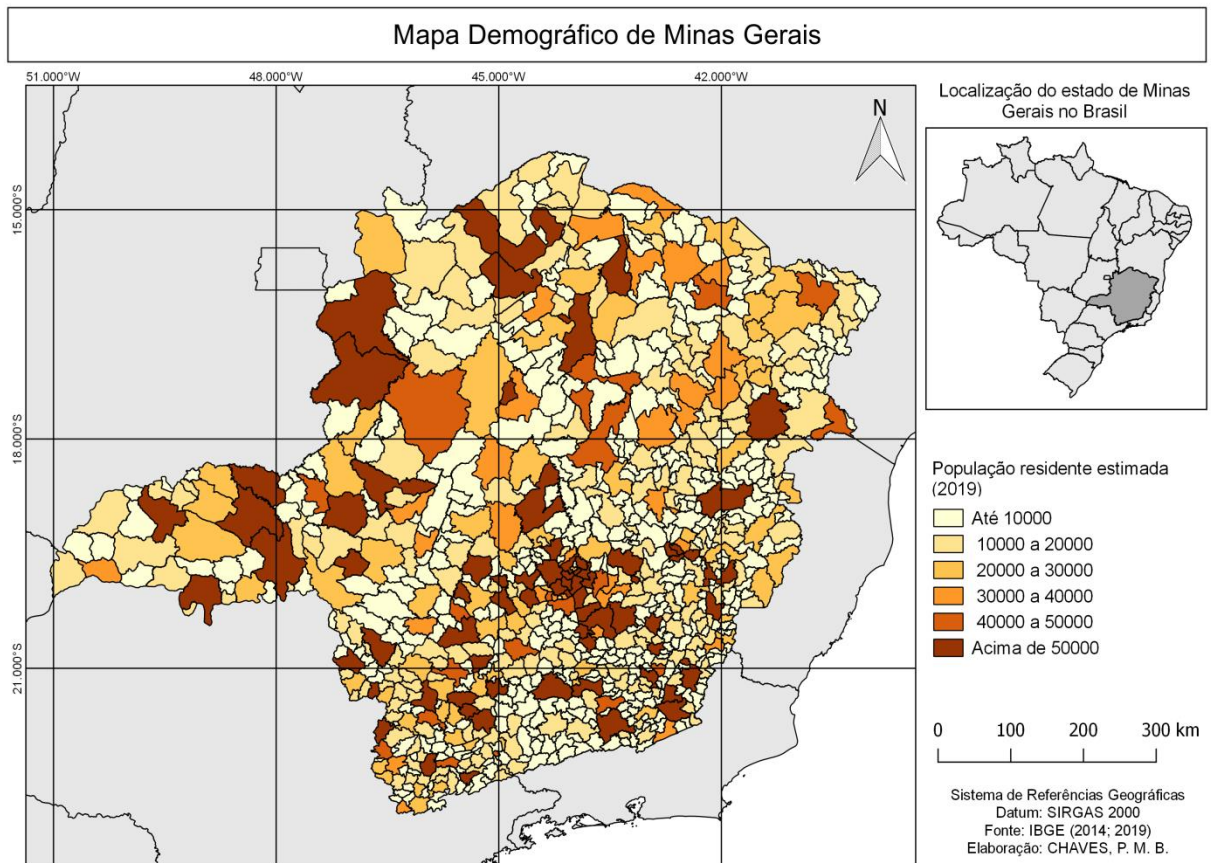 Mapa Demográfico de Minas Gerais
51.000°W
48.000°W
45.000°W
42.000°W
15.000°S
18.000°S
21.000°S
N
Localização do estado de Minas
Gerais no Brasil
População residente estimada
(2019)
Até 10000
10000 a 20000
20000 a 30000
30000 a 40000
40000 a 50000
Acima de 50000
0 100 200 300 km
Sistema de Referências Geográficas
Datum: SIRGAS 2000
Fonte: IBGE (2014; 2019)
Elaboração: CHAVES, P. M. B.